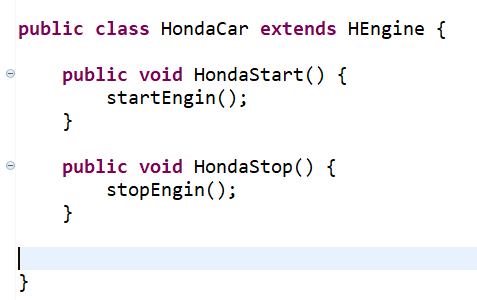 public class HondaCar extends HEngine {
public void HondaStart() {
startEngin();
}
public void HondaStop() {
stopEngin();
}
}